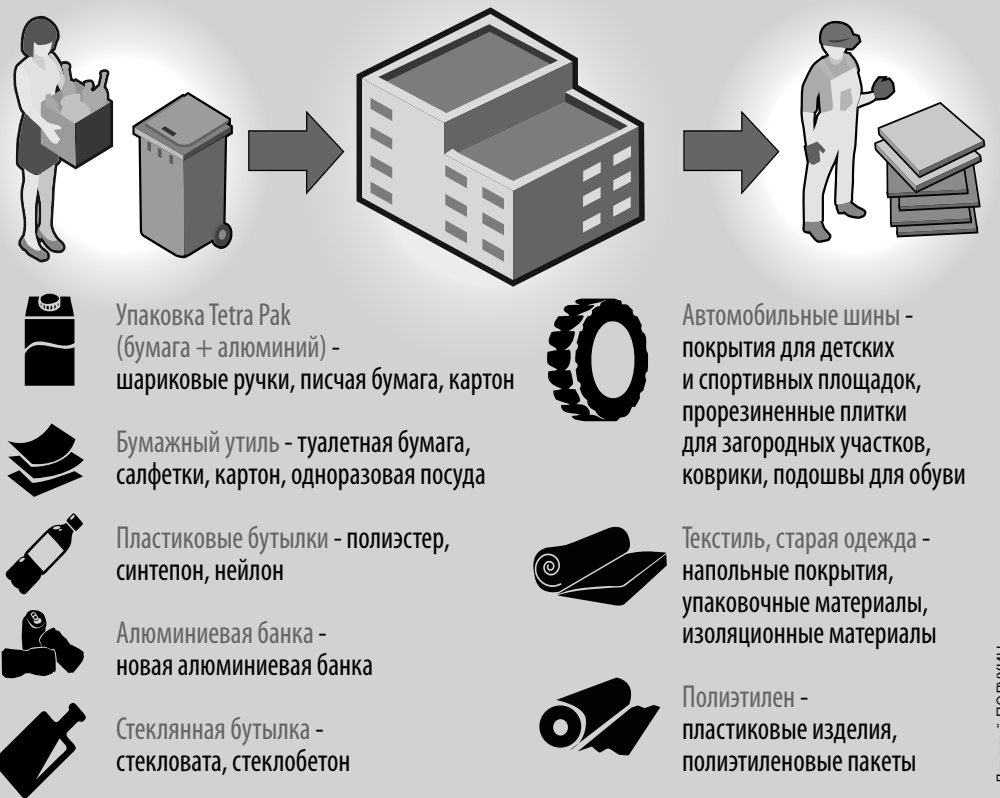 Упаковка Tetra Pak
(бумага + алюминий) -
шариковые ручки, писчая бумага, картон
Бумажный утиль - туалетная бумага,
салфетки, картон, одноразовая посуда
Пластиковые бутылки - полиэстер,
синтепон, нейлон
Алюминиевая банка -
новая алюминиевая банка
Стеклянная бутылка -
стекловата, стеклобетон
Автомобильные шины -
покрытия для детских
и спортивных площадок,
прорезиненные плитки
для загородных участков,
коврики, подошвы для обуви
Текстиль, старая одежда -
напольные покрытия,
упаковочные материалы,
изоляционные материалы
Полиэтилен -
пластиковые изделия,
полиэтиленовые пакеты